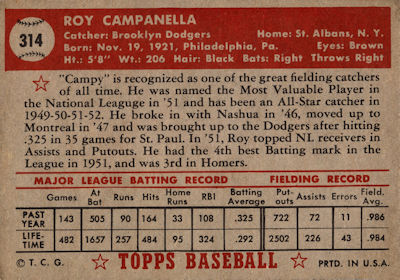 314
ROY CAMPANELLA
Catcher: Brooklyn Dodgers Home: St. Albans, N. Y.
Born: Nov. 19, 1921, Philadelphia, Pa. Eyes: Brown
Ht.: 5'8" Wt.: 206 Hair: Black Bats: Right Throws Right
"Campy" is recognized as one of the great fielding catchers
of all time. He was named the Most Valuable Player in
the National Leaguge in '51 and has been an All-Star catcher in
1949-50-51-52. He broke in with Nashua in '46, moved up to
Montreal in '47 and was brought up to the Dodgers after hitting
.325 in 35 games for St. Paul. In '51, Roy topped NL receivers in
Assists and Putouts. He had the 4th best Batting mark in the
League in 1951, and was 3rd in Homers.
MAJOR LEAGUE BATTING RECORD FIELDING RECORD
Games At Bat Runs Hits Home Runs RBI Batting Average Put-outs Assists Errors Field. Avg.
PAST YEAR 143 505 90 164 33 108 .325 722 72 11 .986
LIFE-TIME 482 1657 257 484 95 324 .292 2402 255 43 .984
© T. C. G. TOPPS BASEBALL PRTD. IN U.S.A.